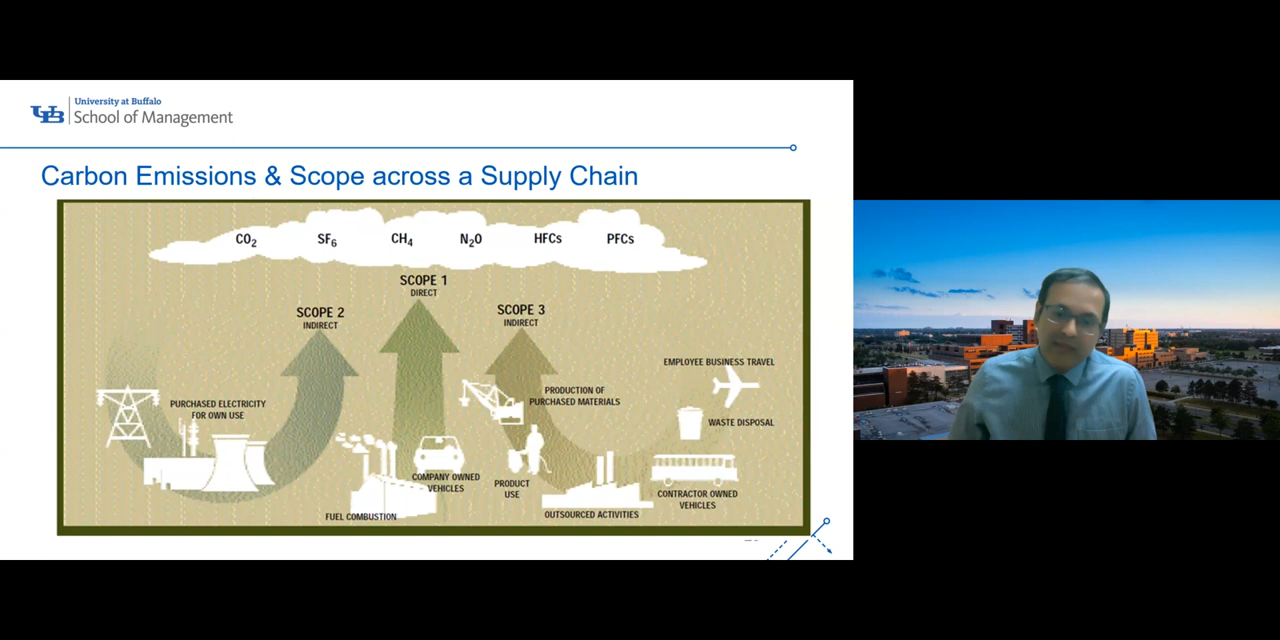 UB
University at Buffalo
School of Management
Carbon Emissions & Scope across a Supply Chain
CO₂ SF₆ CH₄ N₂O HFCs PFCs
SCOPE 1
DIRECT
SCOPE 2
INDIRECT
SCOPE 3
INDIRECT
PURCHASED ELECTRICITY
FOR OWN USE
FUEL COMBUSTION
COMPANY OWNED
VEHICLES
PRODUCTION OF
PURCHASED MATERIALS
PRODUCT
USE
OUTSOURCED ACTIVITIES
EMPLOYEE BUSINESS TRAVEL
WASTE DISPOSAL
CONTRACTOR OWNED
VEHICLES